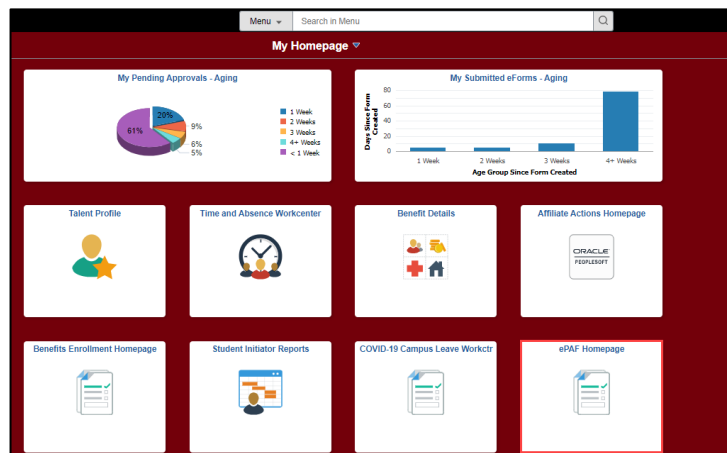 Menu
Search in Menu
My Homepage
My Pending Approvals - Aging
20%
9%
6%
5%
61%
1 Week
2 Weeks
3 Weeks
4+ Weeks
< 1 Week
My Submitted eForms - Aging
Days Since Form
Created
80
60
40
20
0
1 Week
2 Weeks
3 Weeks
4+ Weeks
Age Group Since Form Created
Talent Profile
Time and Absence Workcenter
Benefit Details
Affiliate Actions Homepage
ORACLE
PEOPLESOFT
Benefits Enrollment Homepage
Student Initiator Reports
COVID-19 Campus Leave Workctr
ePAF Homepage